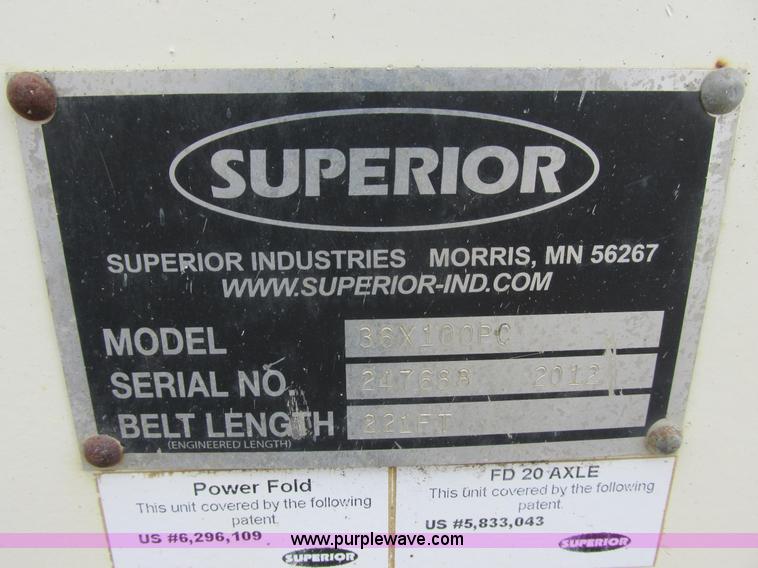 SUPERIOR
SUPERIOR INDUSTRIES MORRIS, MN 56267
WWW.SUPERIOR-IND.COM
MODEL 36X100PC
SERIAL NO. 247688 2012
BELT LENGTH 221FT
(ENGINEERED LENGTH)
Power Fold
This unit covered by the following
patent.
US #6,296,109
SUPERIOR
FD 20 AXLE
This unit covered by the following
patent.
US #5,833,043
SUPERIOR
www.purplewave.com